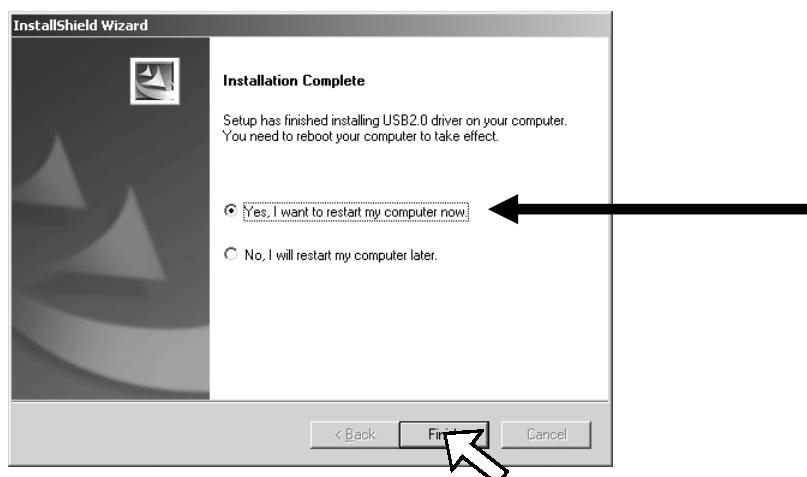 InstallShield Wizard
Installation Complete
Setup has finished installing USB2.0 driver on your computer.
You need to reboot your computer to take effect.
Yes, I want to restart my computer now.
No, I will restart my computer later.
< Back
Cancel